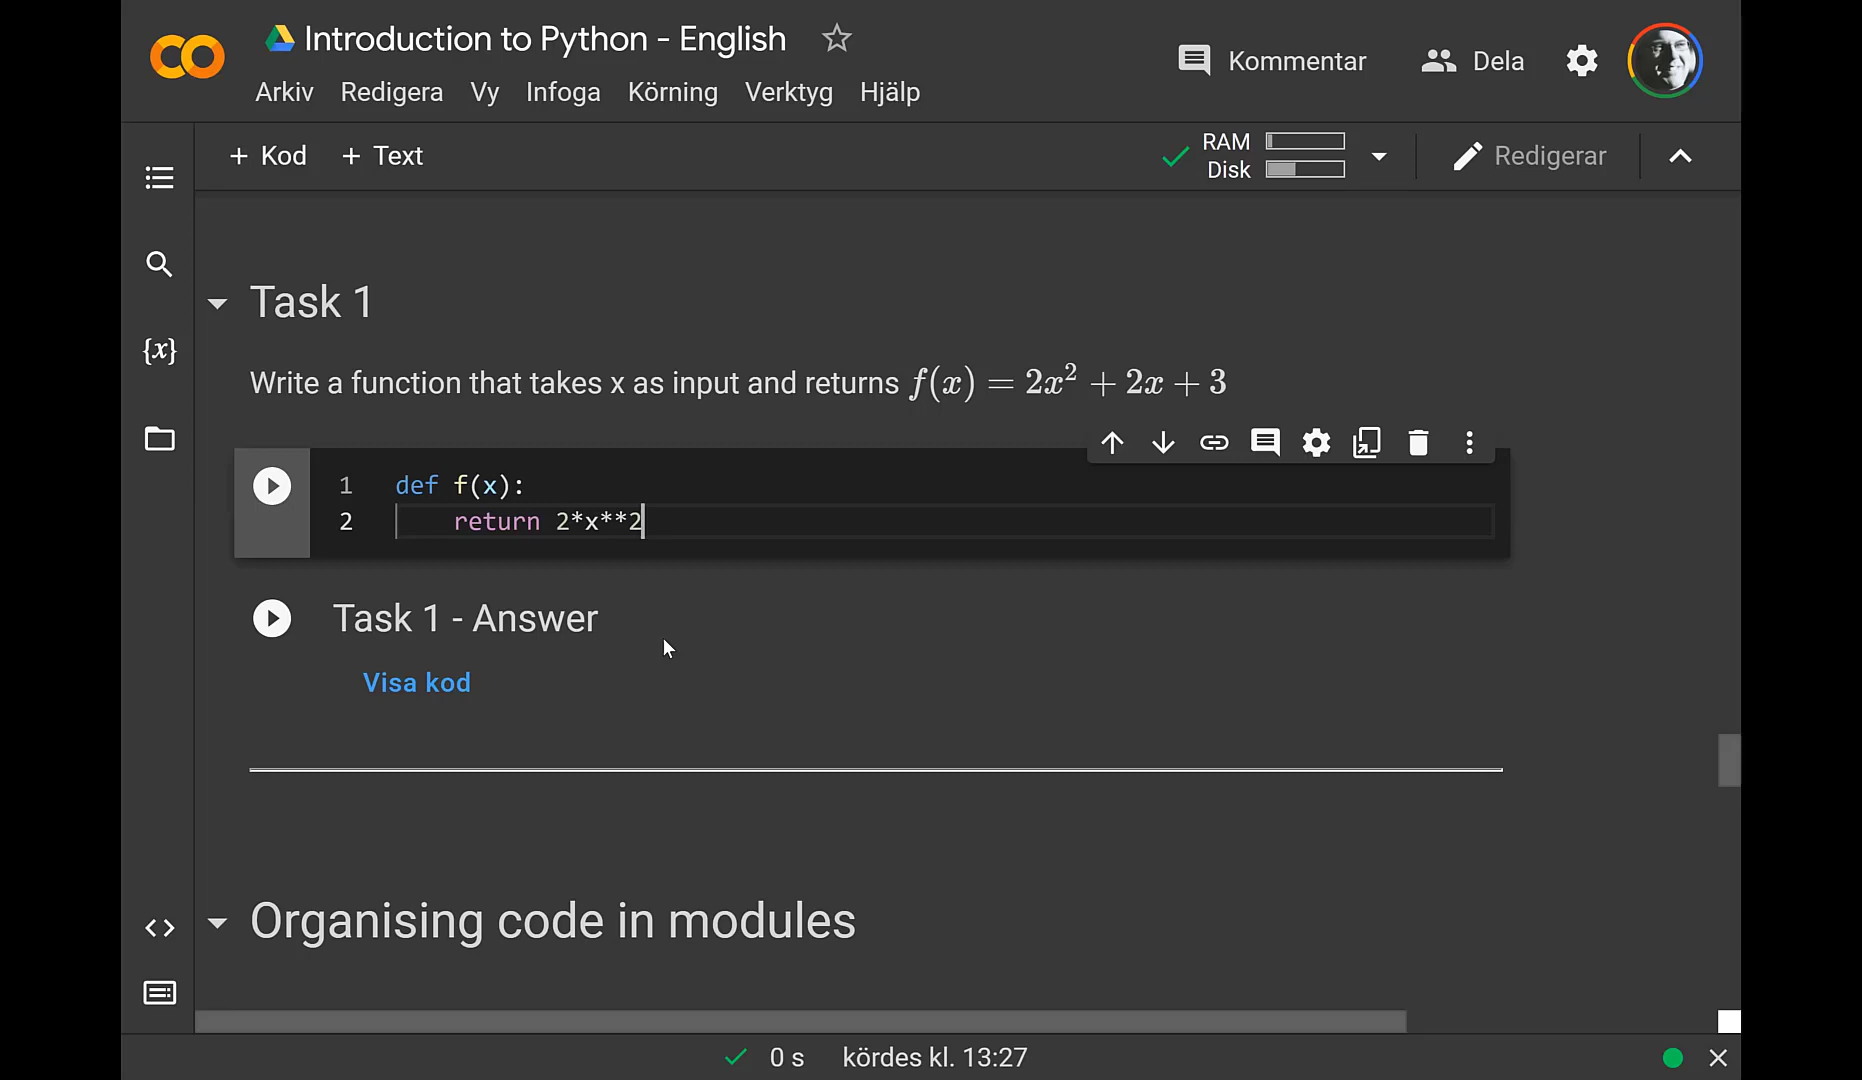 Introduction to Python - English
Kommentar
Dela
Arkiv Redigera Vy Infoga Körning Verktyg Hjälp
+ Kod + Text
RAM
Disk
Redigerar
{x}
Task 1
Write a function that takes x as input and returns f(x) = 2x² + 2x + 3
1 def f(x):
2 return 2*x**2
Task 1 - Answer
Visa kod
Organising code in modules
0 s kördes kl. 13:27